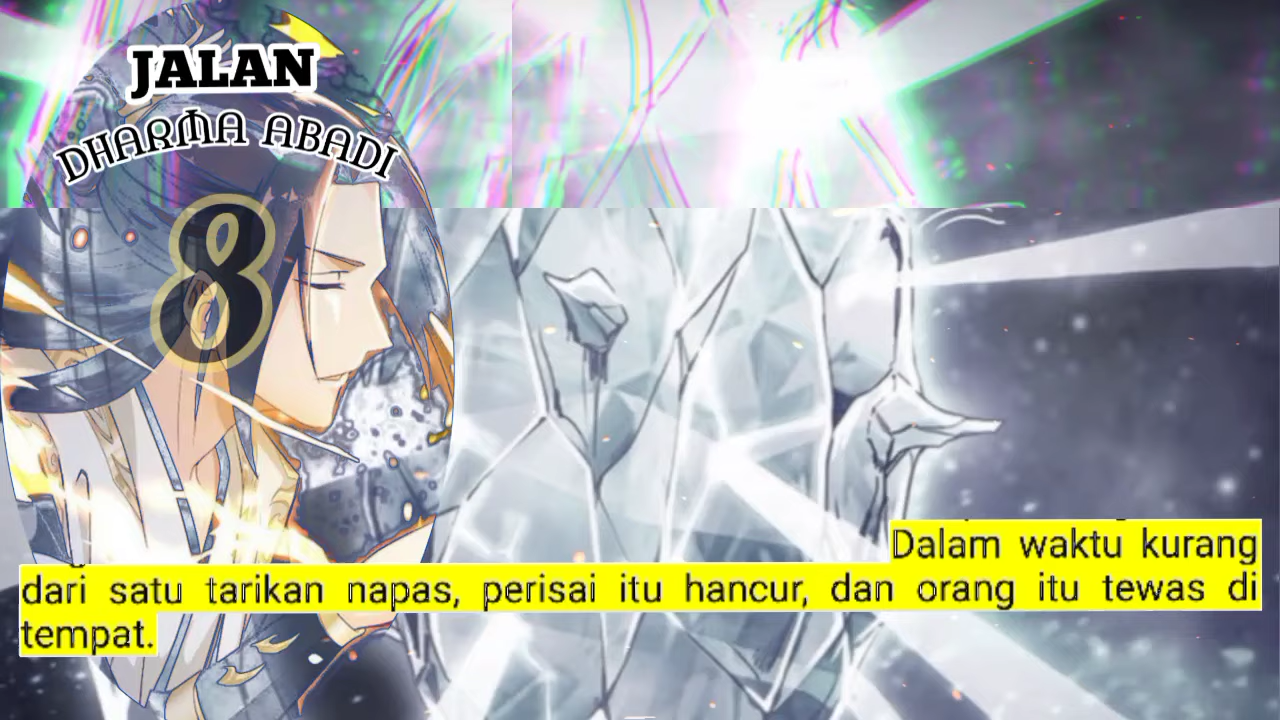 JALAN
DHARMA ABADI
8
Dalam waktu kurang
dari satu tarikan napas, perisai itu hancur, dan orang itu tewas di
tempat.